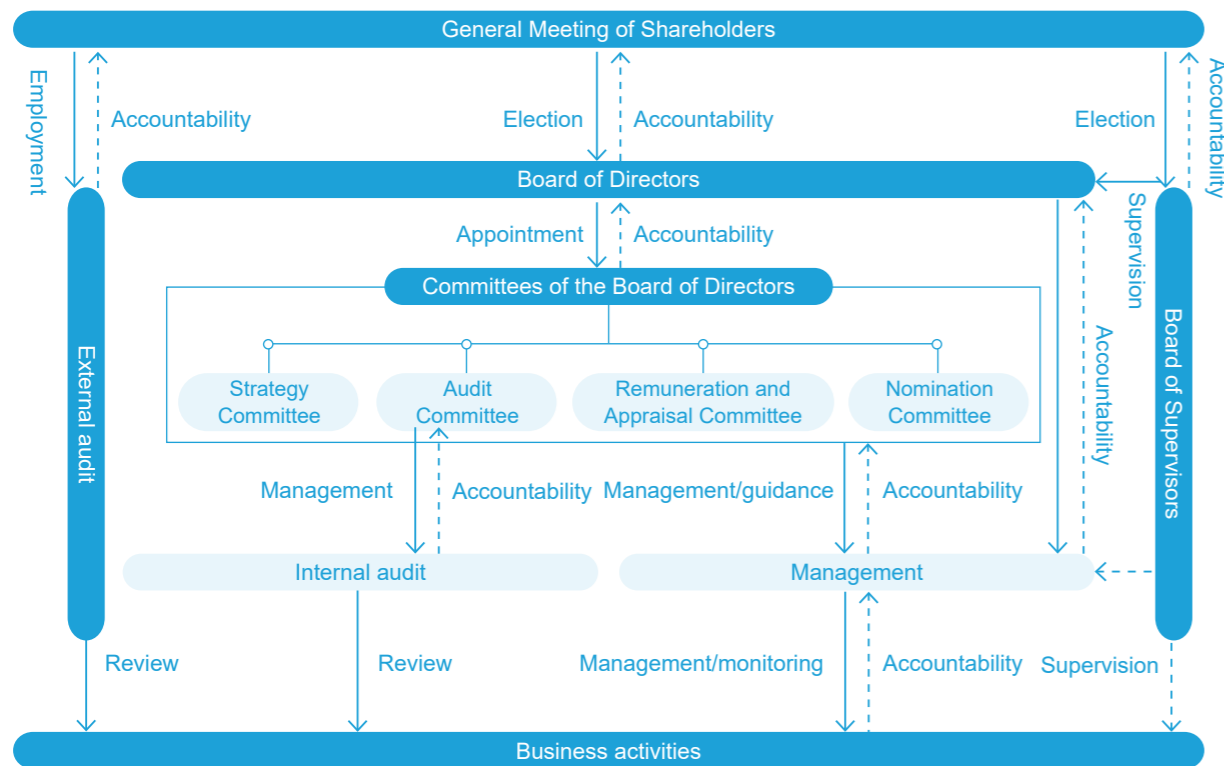 General Meeting of Shareholders
Employment
Accountability
Election
Accountability
Election
Accountability
Board of Directors
Appointment
Accountability
Supervision
Committees of the Board of Directors
External audit
Strategy
Committee
Audit
Committee
Remuneration and
Appraisal Committee
Nomination
Committee
Accountability
Board of Supervisors
Management
Accountability
Management/guidance
Accountability
Internal audit
Management
Review
Review
Management/monitoring
Accountability
Supervision
Business activities